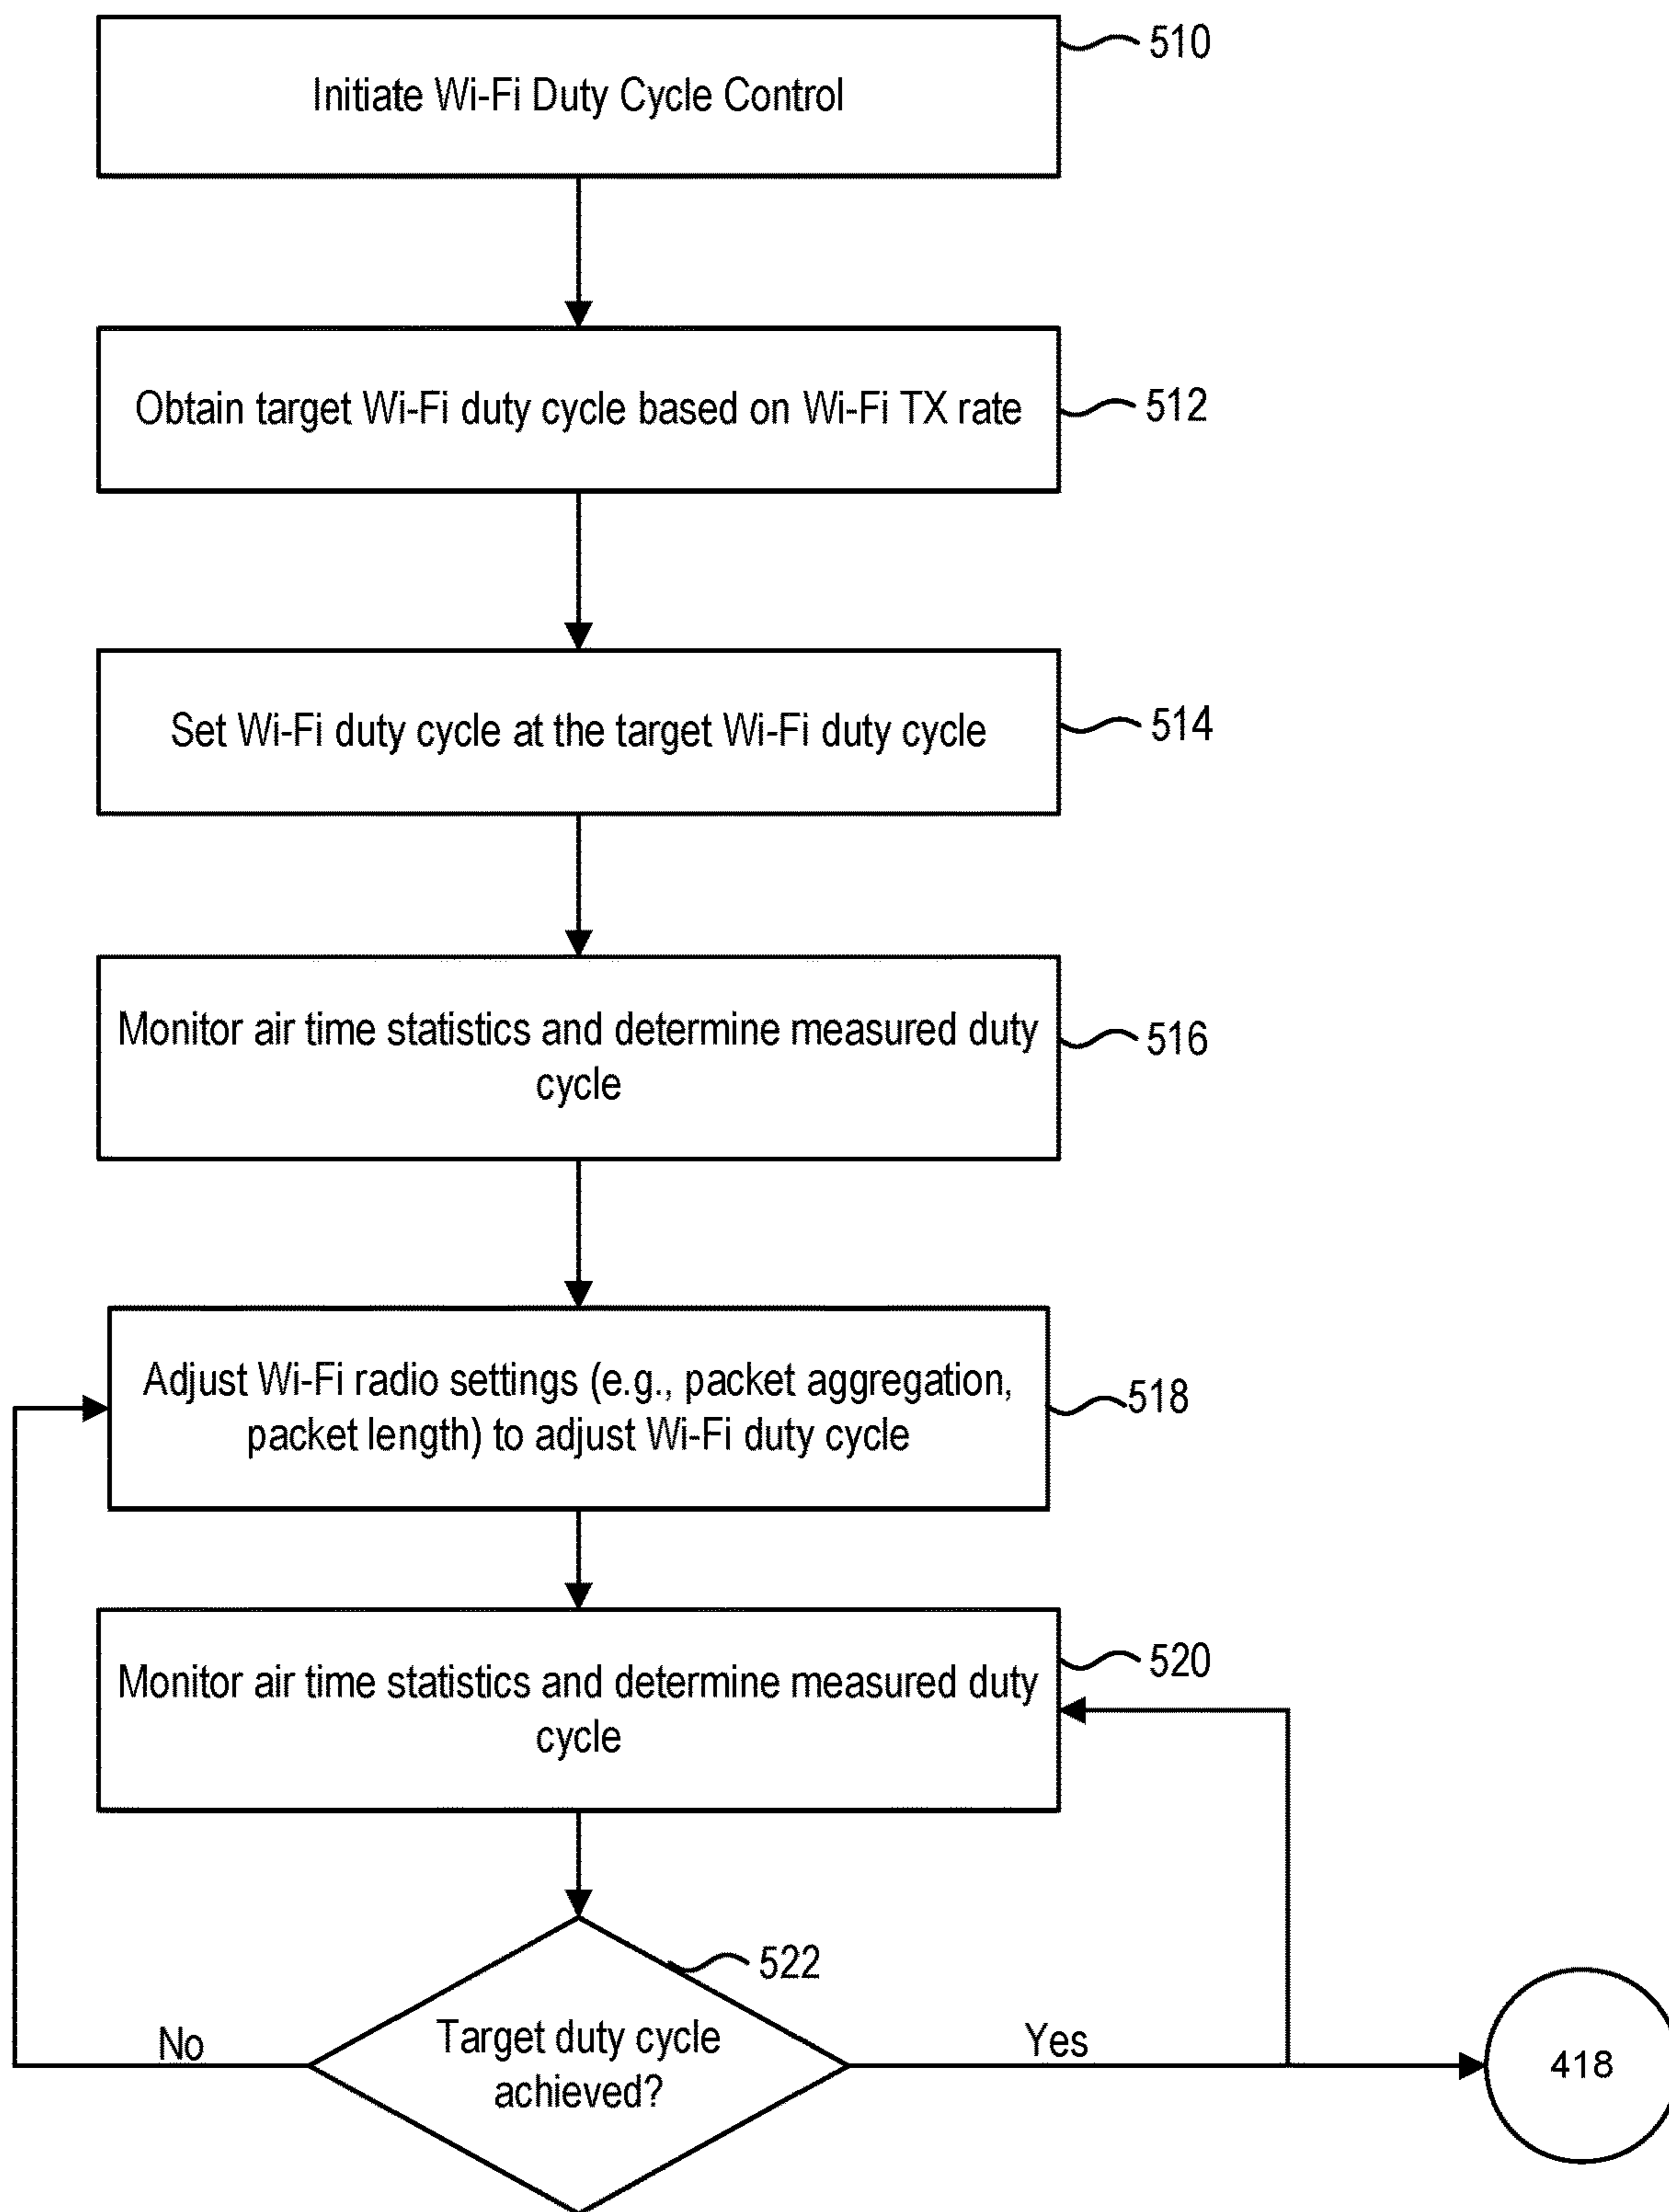 Initiate Wi-Fi Duty Cycle Control
510
Obtain target Wi-Fi duty cycle based on Wi-Fi TX rate
512
Set Wi-Fi duty cycle at the target Wi-Fi duty cycle
514
Monitor air time statistics and determine measured duty
cycle
516
Adjust Wi-Fi radio settings (e.g., packet aggregation,
packet length) to adjust Wi-Fi duty cycle
518
Monitor air time statistics and determine measured duty
cycle
520
522
Target duty cycle
achieved?
No
Yes
418